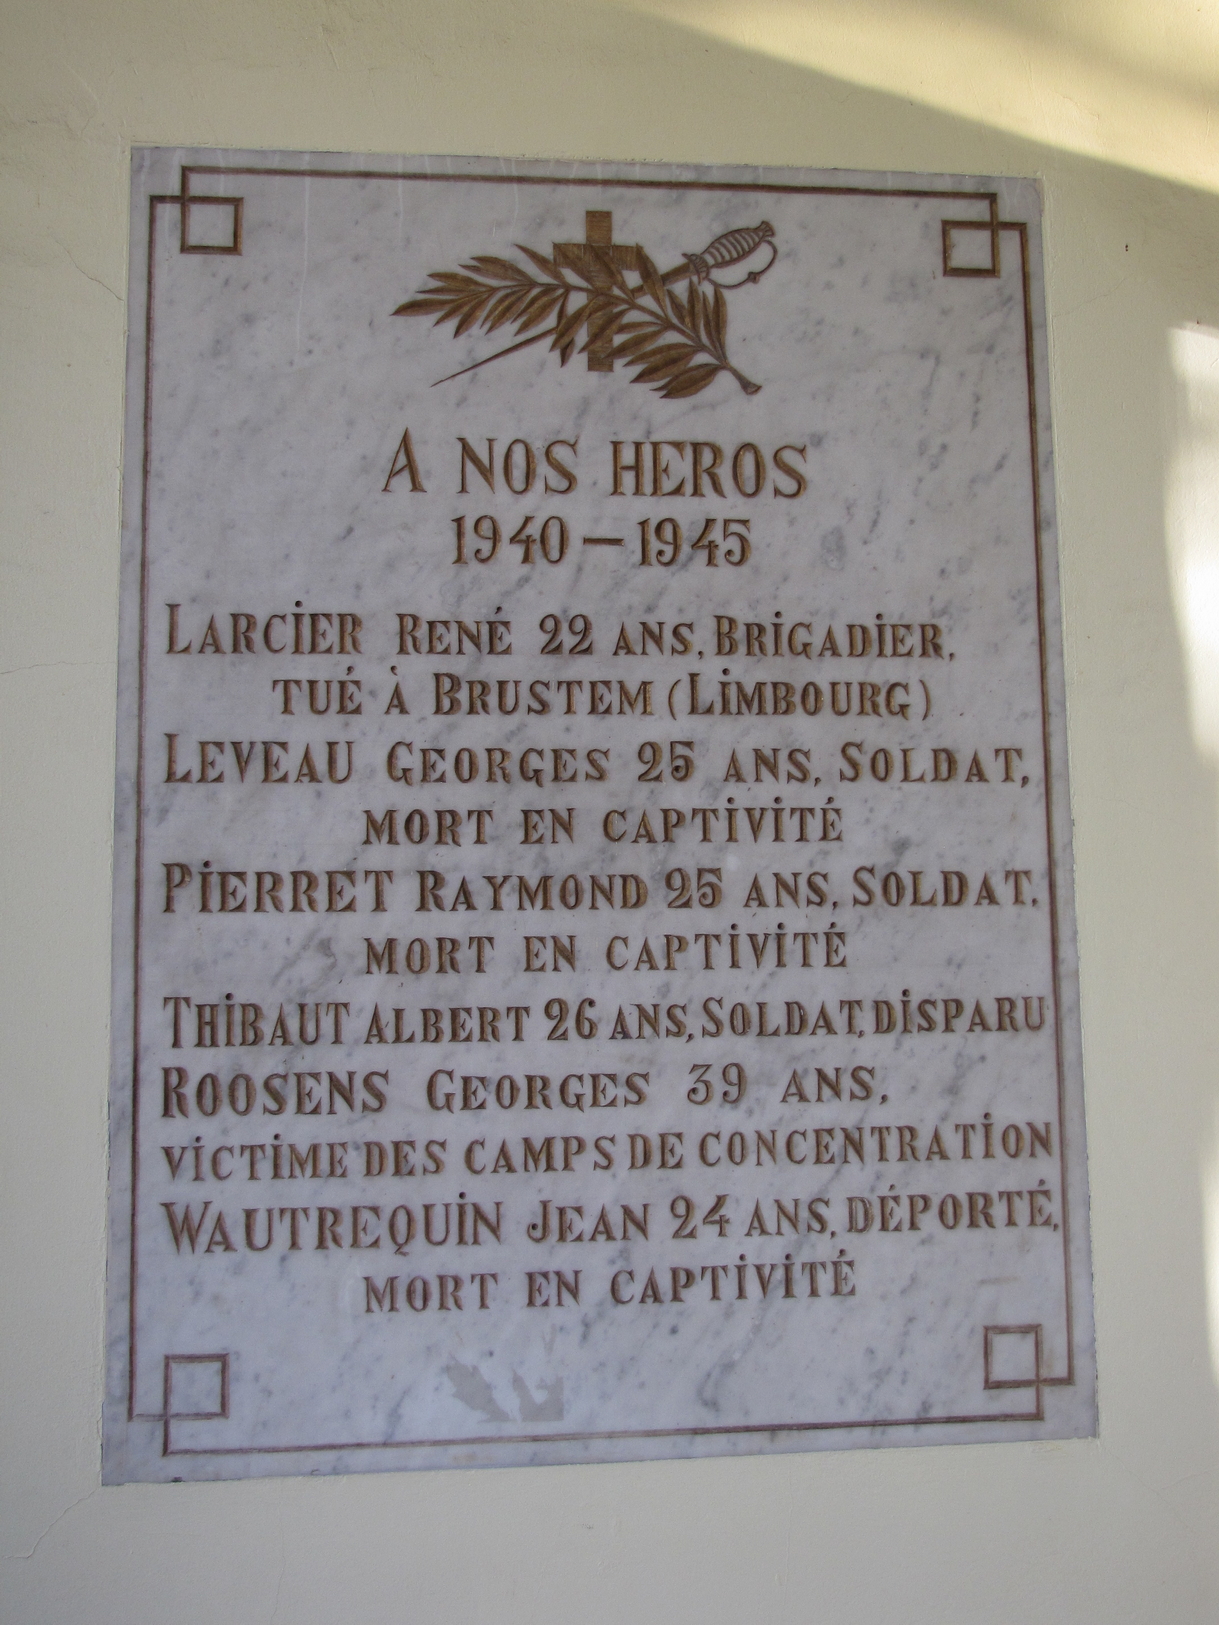 A NOS HEROS
1940 – 1945
LARCIER RENÉ 22 ANS, BRIGADIER,
TUÉ À BRUSTEM (LIMBOURG)
LEVEAU GEORGES 25 ANS, SOLDAT,
MORT EN CAPTIVITÉ
PIERRET RAYMOND 25 ANS, SOLDAT,
MORT EN CAPTIVITÉ
THIBAUT ALBERT 26 ANS, SOLDAT, DISPARU
ROOSENS GEORGES 39 ANS,
VICTIME DES CAMPS DE CONCENTRATION
WAUTREQUIN JEAN 24 ANS, DÉPORTÉ,
MORT EN CAPTIVITÉ